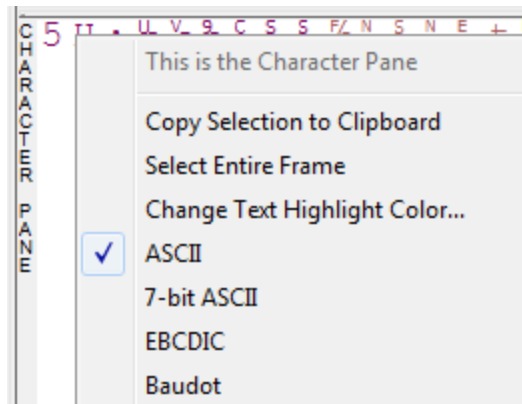 CHARACTER PANE
5
This is the Character Pane
Copy Selection to Clipboard
Select Entire Frame
Change Text Highlight Color...
ASCII
7-bit ASCII
EBCDIC
Baudot